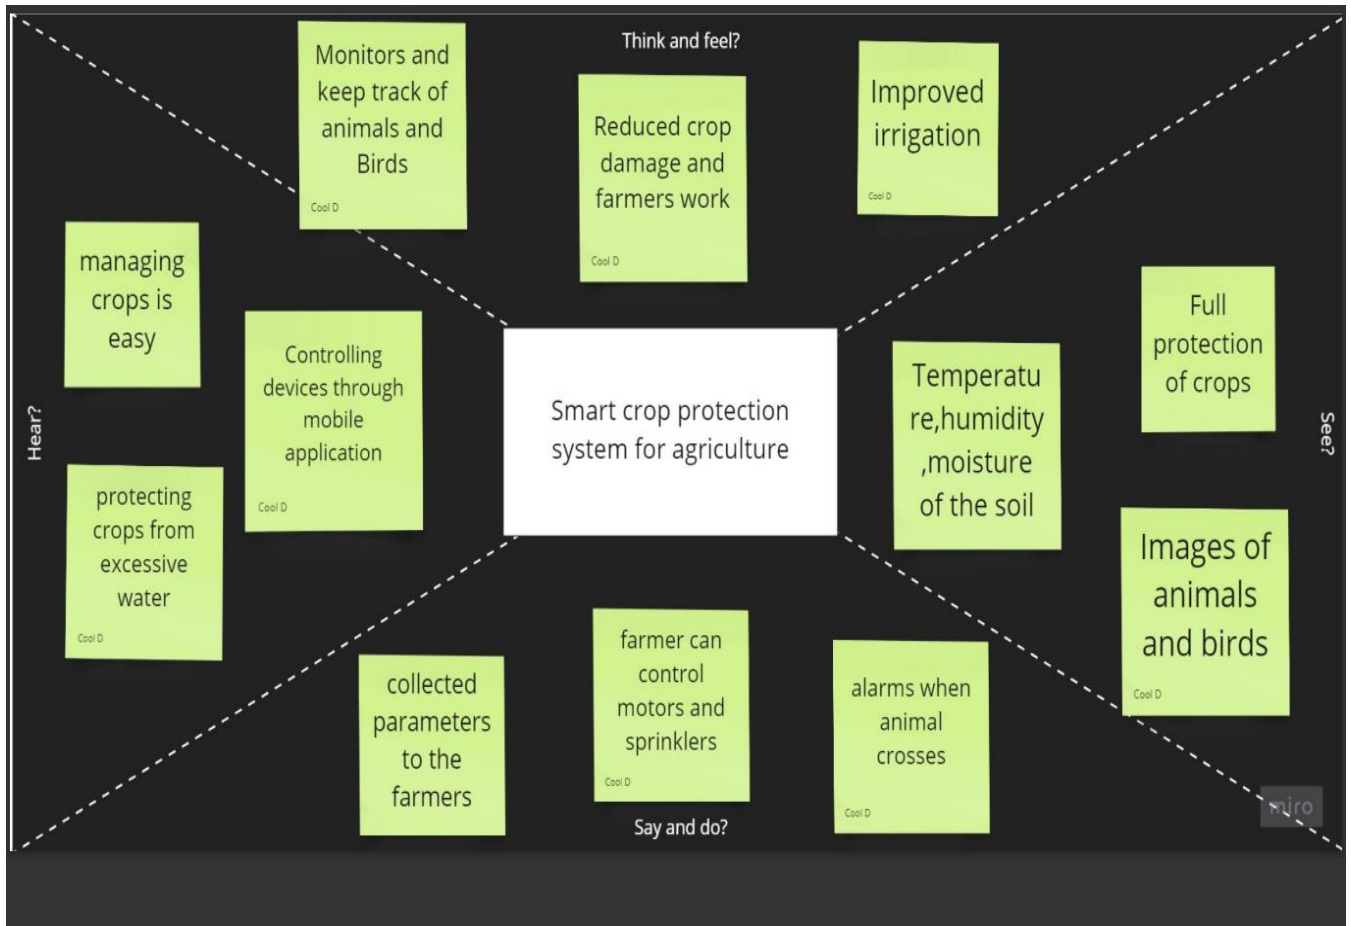 Think and feel?
Monitors and
keep track of
animals and
Birds
Cool D
Reduced crop
damage and
farmers work
Cool D
Improved
irrigation
Cool D
Hear?
managing
crops is
easy
Controlling
devices through
mobile
application
Cool D
protecting
crops from
excessive
water
Cool D
Smart crop protection
system for agriculture
See?
Temperatu
re,humidity
,moisture
of the soil
Full
protection
of crops
Images of
animals
and birds
Cool D
collected
parameters
to the
farmers
farmer can
control
motors and
sprinklers
Cool D
alarms when
animal
crosses
Cool D
Say and do?
miro